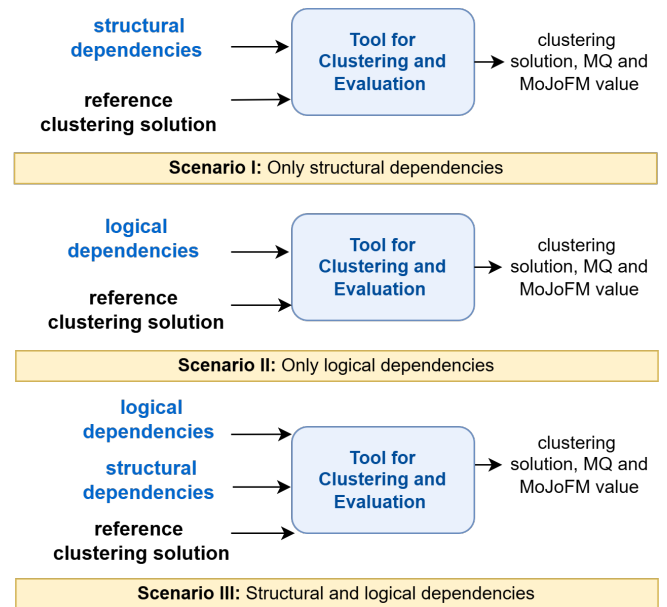 structural
dependencies
reference
clustering solution
Tool for
Clustering and
Evaluation
clustering
solution, MQ and
MoJoFM value
Scenario I: Only structural dependencies
logical
dependencies
reference
clustering solution
Tool for
Clustering and
Evaluation
clustering
solution, MQ and
MoJoFM value
Scenario II: Only logical dependencies
logical
dependencies
structural
dependencies
reference
clustering solution
Tool for
Clustering and
Evaluation
clustering
solution, MQ and
MoJoFM value
Scenario III: Structural and logical dependencies